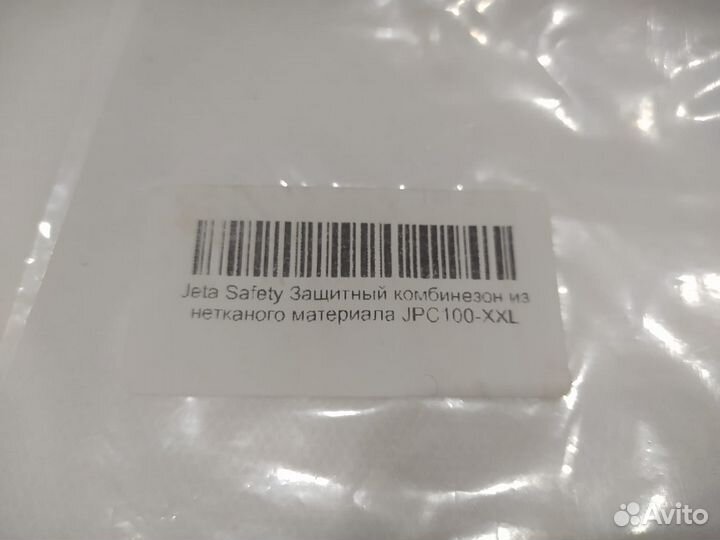 Jeta Safety Защитный комбинезон из
нетканого материала JPC100-XXL
Avito